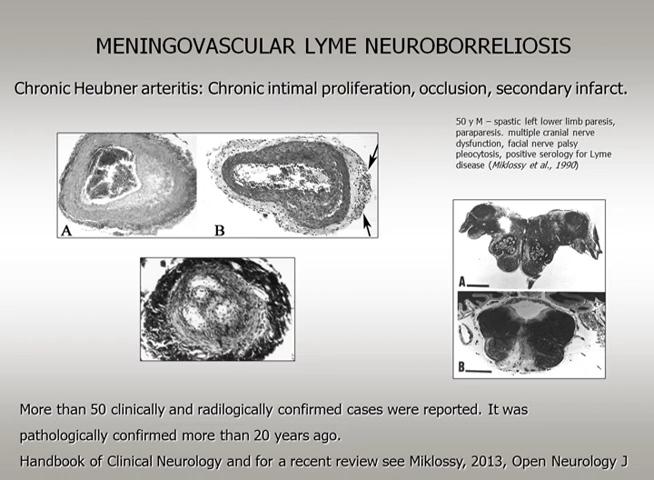 MENINGOVASCULAR LYME NEUROBORRELIOSIS
Chronic Heubner arteritis: Chronic intimal proliferation, occlusion, secondary infarct.
50 y M – spastic left lower limb paresis,
paraparesis. multiple cranial nerve
dysfunction, facial nerve palsy
pleocytosis, positive serology for Lyme
disease (Miklossy et al., 1990)
A
B
A
B
More than 50 clinically and radilogically confirmed cases were reported. It was
pathologically confirmed more than 20 years ago.
Handbook of Clinical Neurology and for a recent review see Miklossy, 2013, Open Neurology J